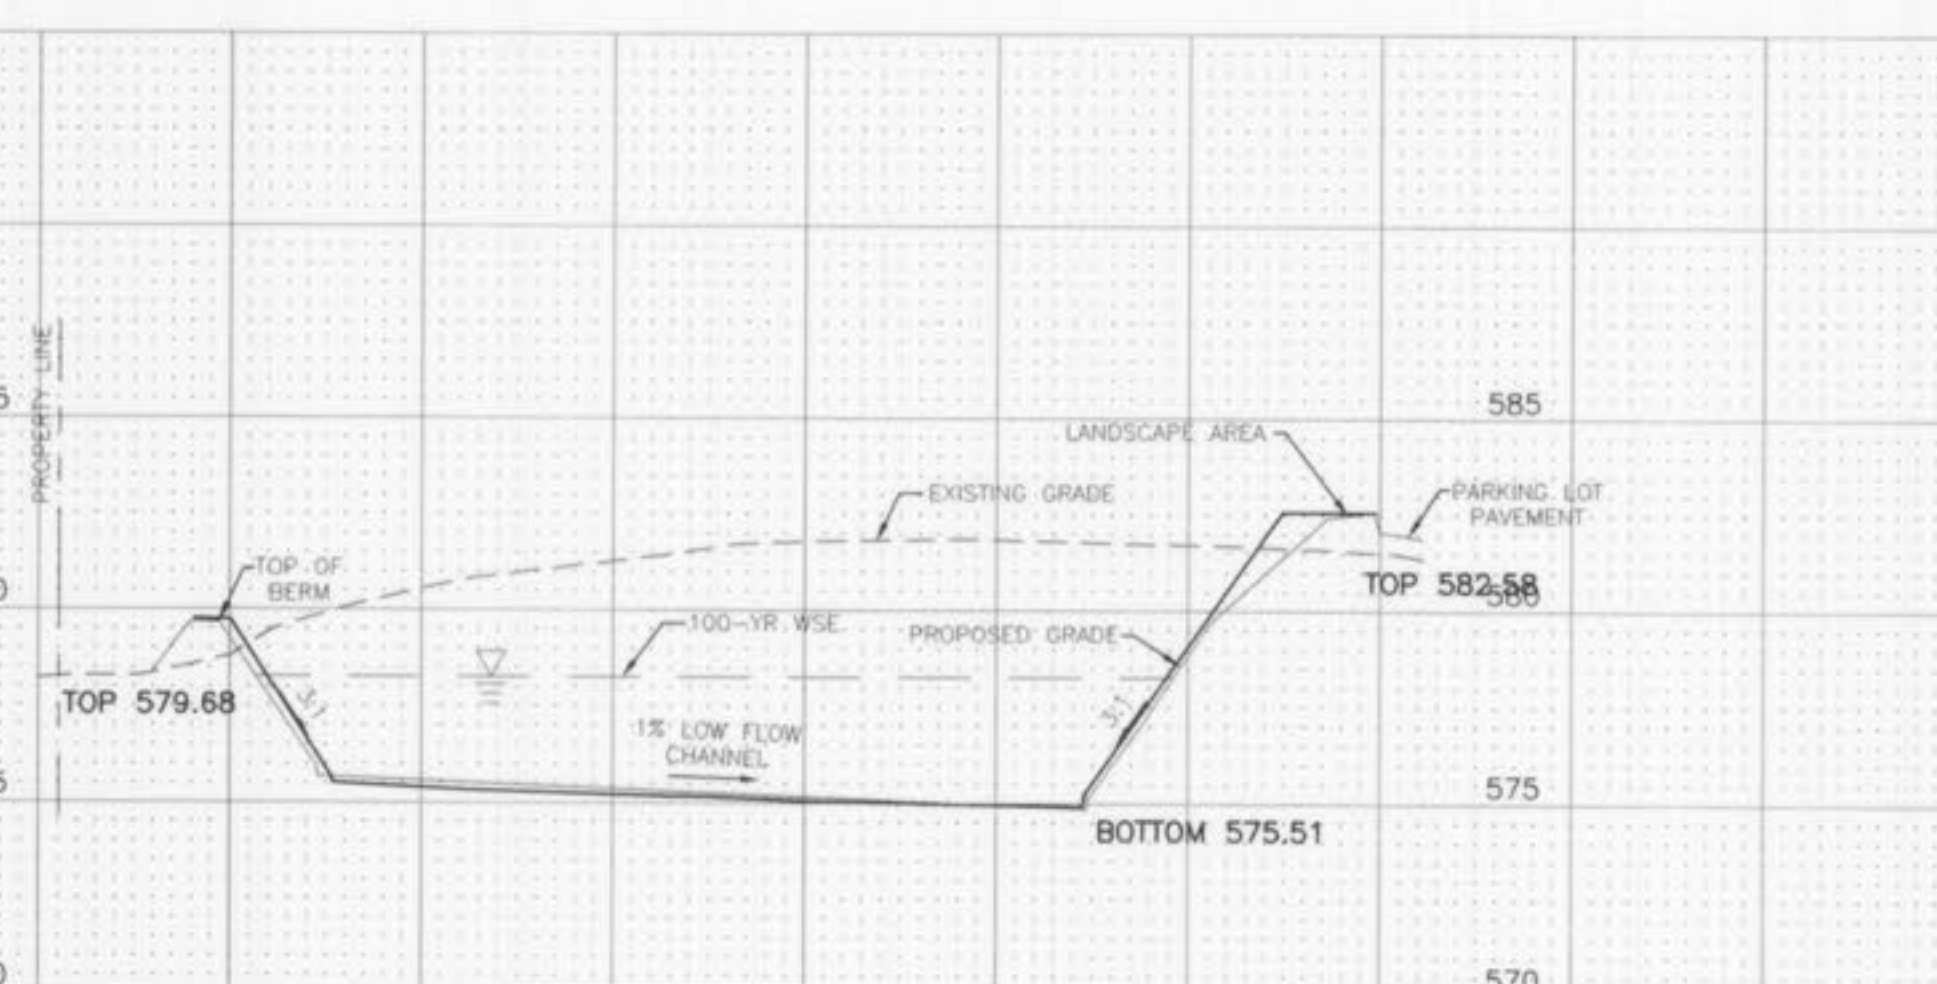 585
LANDSCAPE AREA
PROPERTY LINE
EXISTING GRADE
PARKING LOT
PAVEMENT
TOP OF
BERM
TOP 582.58
580
100-YR WSE
PROPOSED GRADE
TOP 579.68
3:1
3:1
1% LOW FLOW
CHANNEL
575
BOTTOM 575.51
570